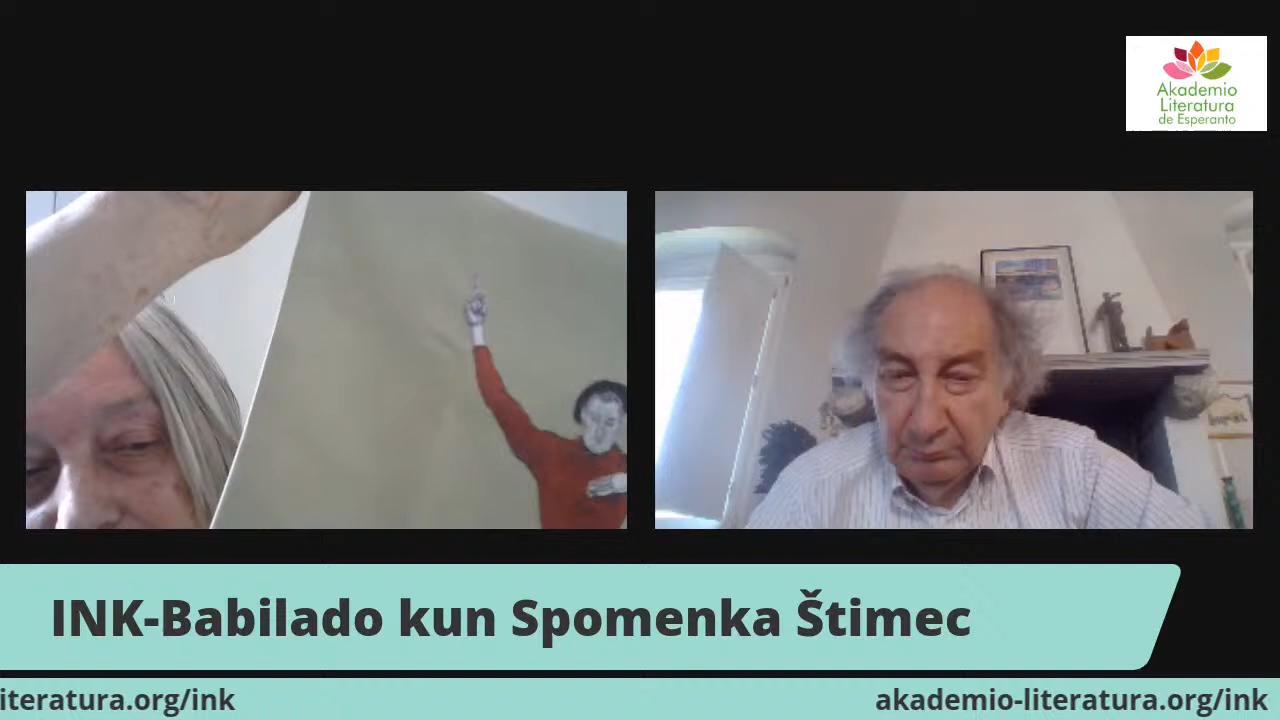 Akademio
Literatura
de Esperanto
INK-Babilado kun Spomenka Štimec
iteratura.org/ink
akademio-literatura.org/ink